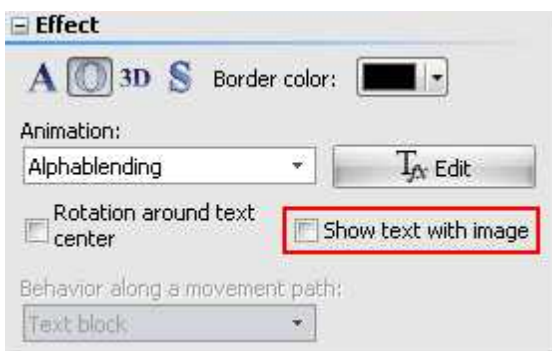 Effect
A O 3D S Border color:
Animation:
Alphablending
Tfx Edit
Rotation around text
center
Show text with image
Behavior along a movement path:
Text block